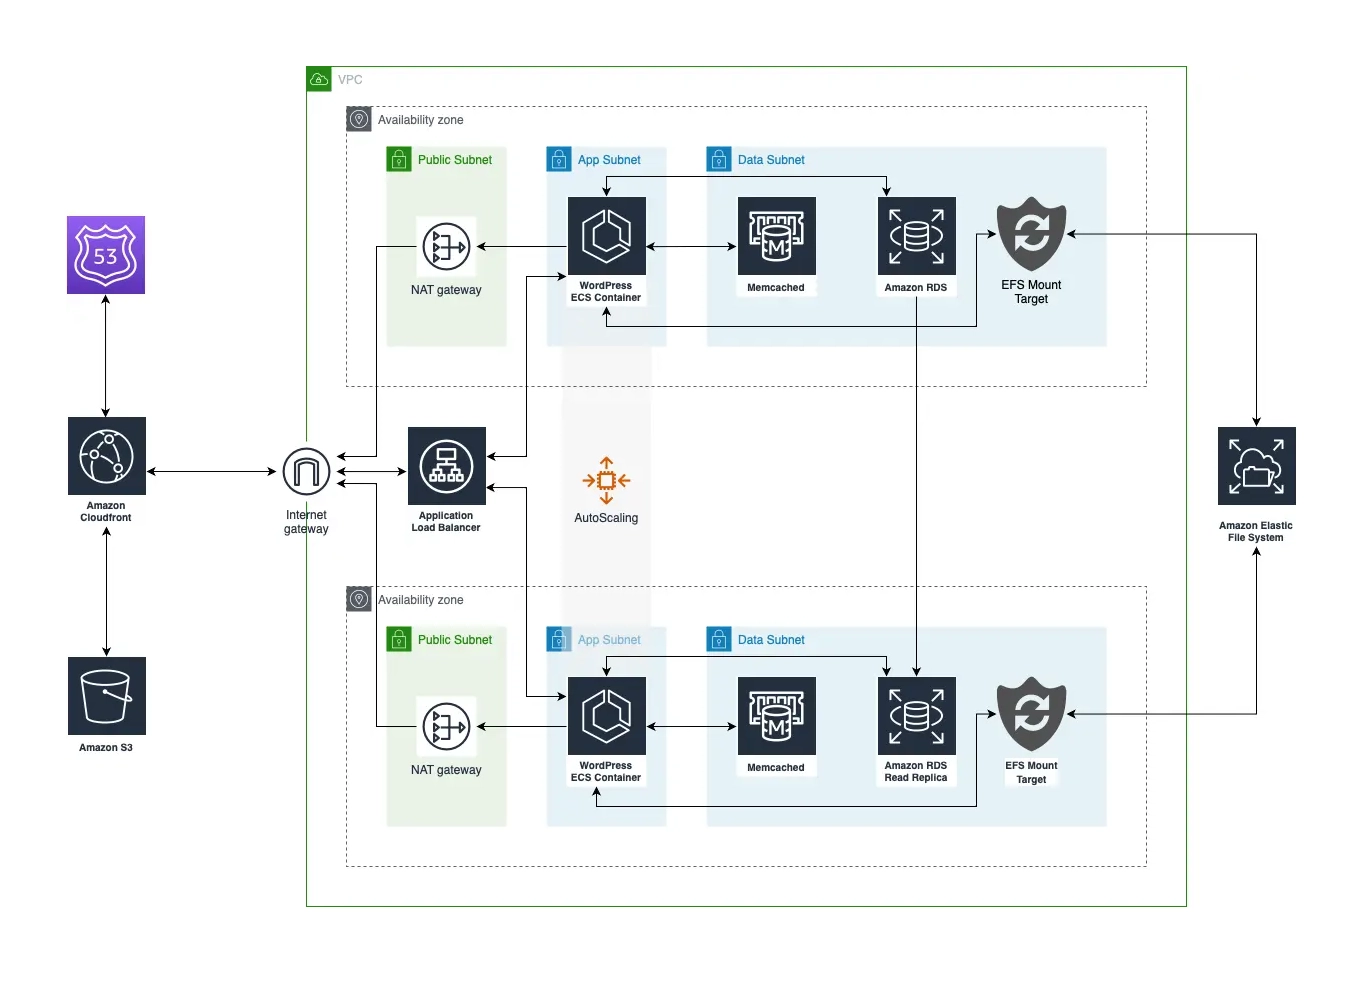 VPC
Availability zone
Public Subnet
App Subnet
Data Subnet
53
M
NAT gateway
WordPress
ECS Container
Memcached
Amazon RDS
EFS Mount
Target
Amazon
Cloudfront
Internet
gateway
Application
Load Balancer
AutoScaling
Amazon Elastic
File System
Availability zone
Public Subnet
App Subnet
Data Subnet
M
Amazon S3
NAT gateway
WordPress
ECS Container
Memcached
Amazon RDS
Read Replica
EFS Mount
Target